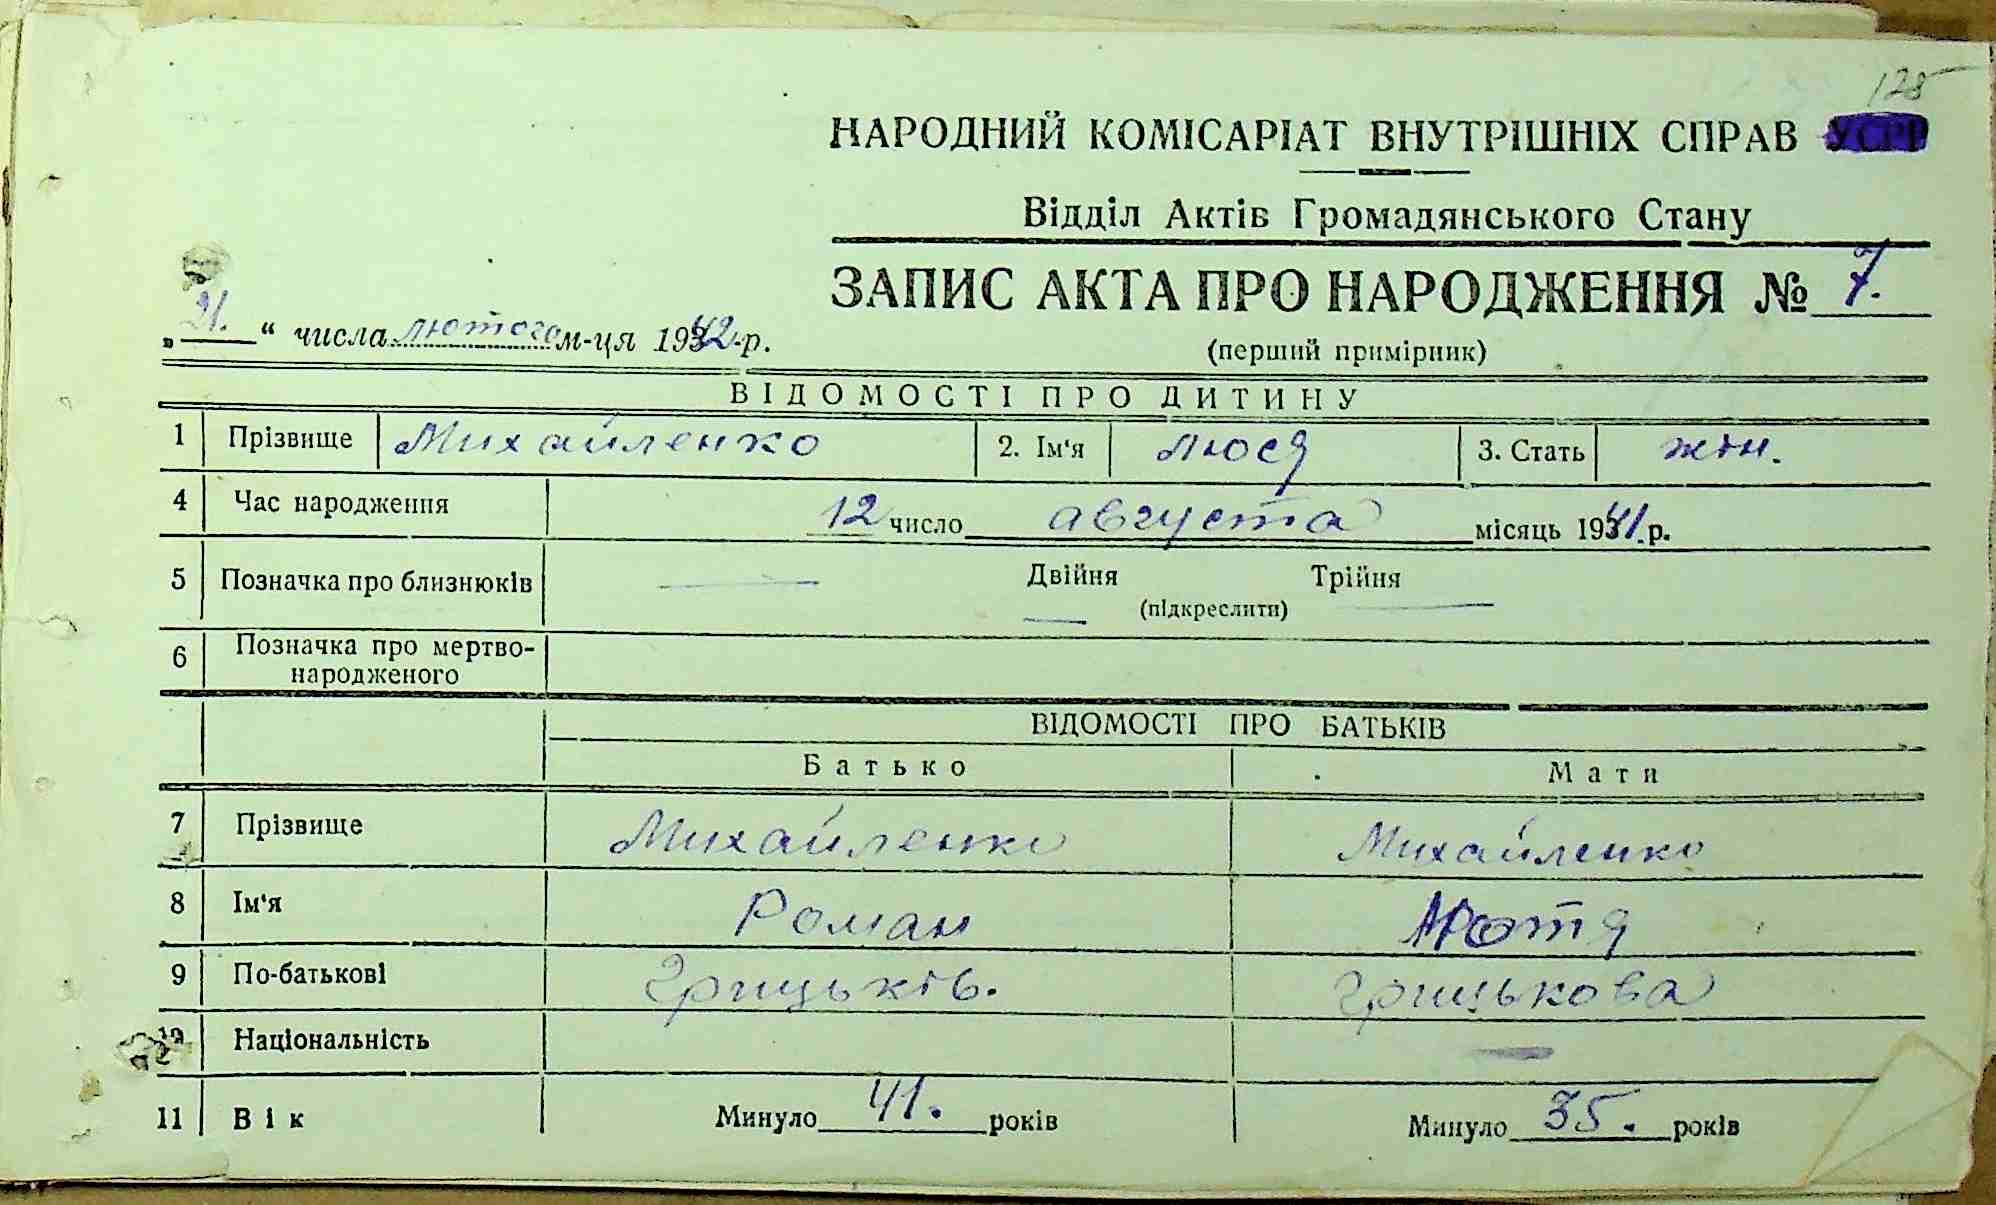 128
НАРОДНИЙ КОМІСАРІАТ ВНУТРІШНІХ СПРАВ УСРР
Відділ Актів Громадянського Стану
ЗАПИС АКТА ПРО НАРОДЖЕННЯ № 7.
„21.“ числа лютого м-ця 1942 р.
(перший примірник)
ВІДОМОСТІ ПРО ДИТИНУ
1 Прізвище Михайленко 2. Ім'я Люся 3. Стать жін.
4 Час народження 12 число августа місяць 1941. р.
5 Позначка про близнюків Двійня Трійня
(підкреслити)
6 Позначка про мертво-
народженого
ВІДОМОСТІ ПРО БАТЬКІВ
Батько Мати
7 Прізвище Михайленко Михайленко
8 Ім'я Роман Мотя
9 По-батькові Грицьків. Грицькова
10 Національність
11 Вік Минуло 41. років Минуло 35. років